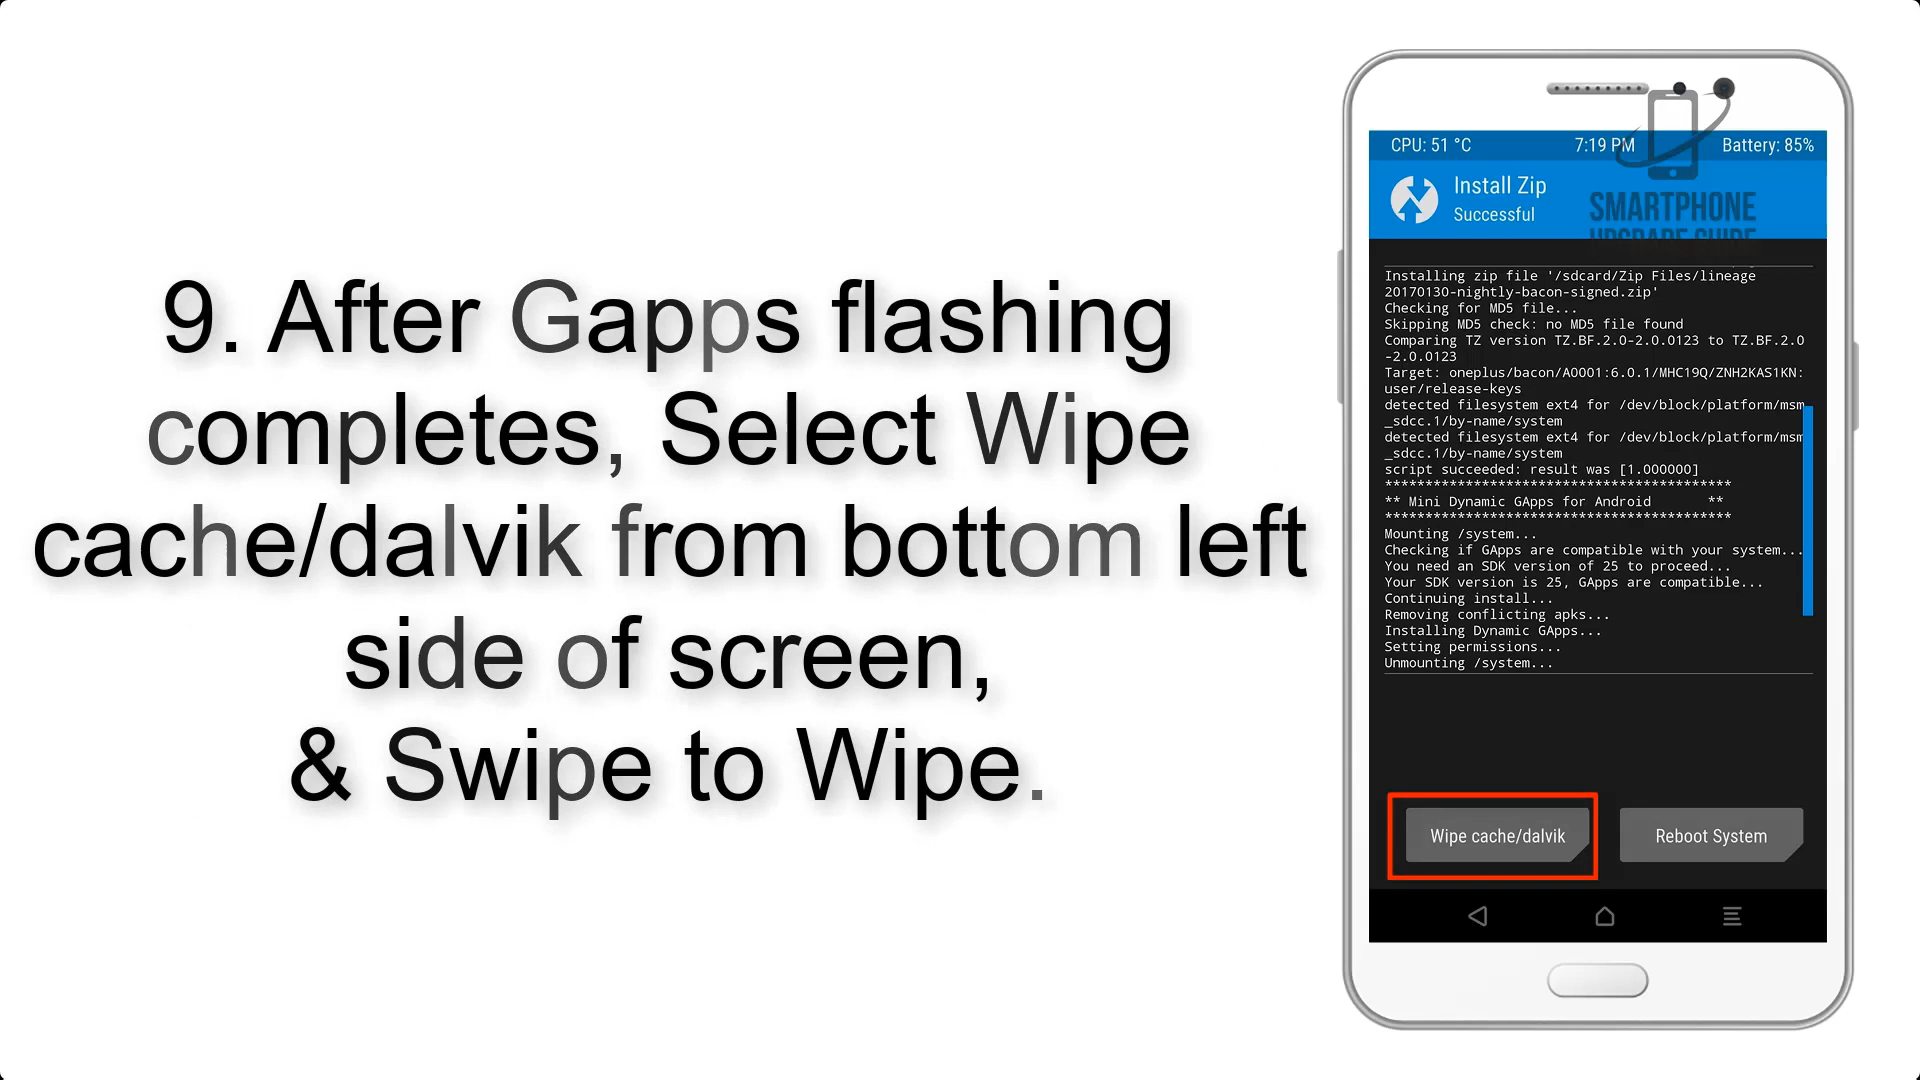 9. After Gapps flashing
completes, Select Wipe
cache/dalvik from bottom left
side of screen,
& Swipe to Wipe.
CPU: 51 °C 7:19 PM Battery: 85%
Install Zip
Successful
SMARTPHONE
UPGRADE GUIDE
Installing zip file '/sdcard/Zip Files/lineage
20170130-nightly-bacon-signed.zip'
Checking for MD5 file...
Skipping MD5 check: no MD5 file found
Comparing TZ version TZ.BF.2.0-2.0.0123 to TZ.BF.2.0
-2.0.0123
Target: oneplus/bacon/A0001:6.0.1/MHC19Q/ZNH2KAS1KN:
user/release-keys
detected filesystem ext4 for /dev/block/platform/msm
_sdcc.1/by-name/system
detected filesystem ext4 for /dev/block/platform/msm
_sdcc.1/by-name/system
script succeeded: result was [1.000000]
*******************************************
** Mini Dynamic GApps for Android **
*******************************************
Mounting /system...
Checking if GApps are compatible with your system...
You need an SDK version of 25 to proceed...
Your SDK version is 25, GApps are compatible...
Continuing install...
Removing conflicting apks...
Installing Dynamic GApps...
Setting permissions...
Unmounting /system...
Wipe cache/dalvik
Reboot System